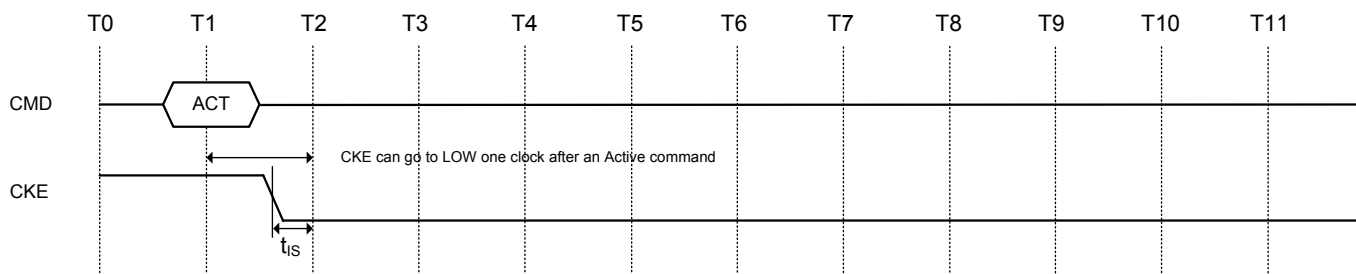 T0 T1 T2 T3 T4 T5 T6 T7 T8 T9 T10 T11
CMD ACT
CKE can go to LOW one clock after an Active command
CKE
tIS